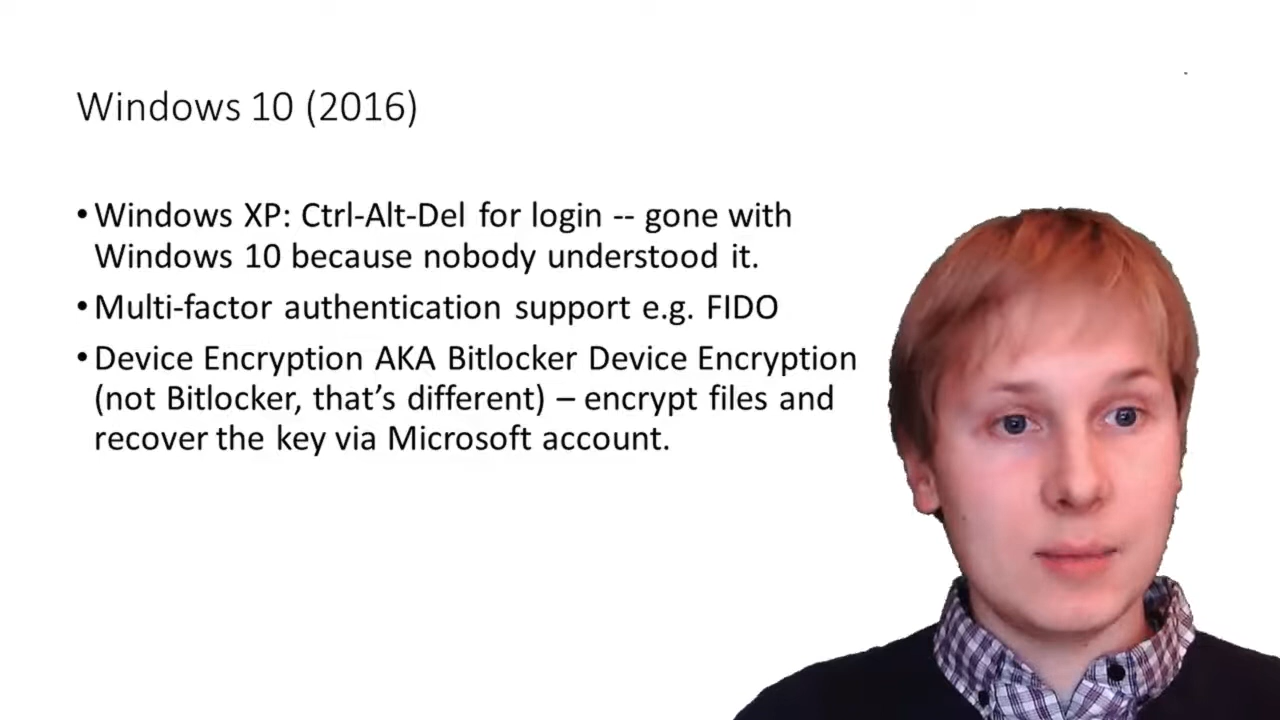 Windows 10 (2016)
• Windows XP: Ctrl-Alt-Del for login -- gone with
Windows 10 because nobody understood it.
• Multi-factor authentication support e.g. FIDO
• Device Encryption AKA Bitlocker Device Encryption
(not Bitlocker, that’s different) – encrypt files and
recover the key via Microsoft account.